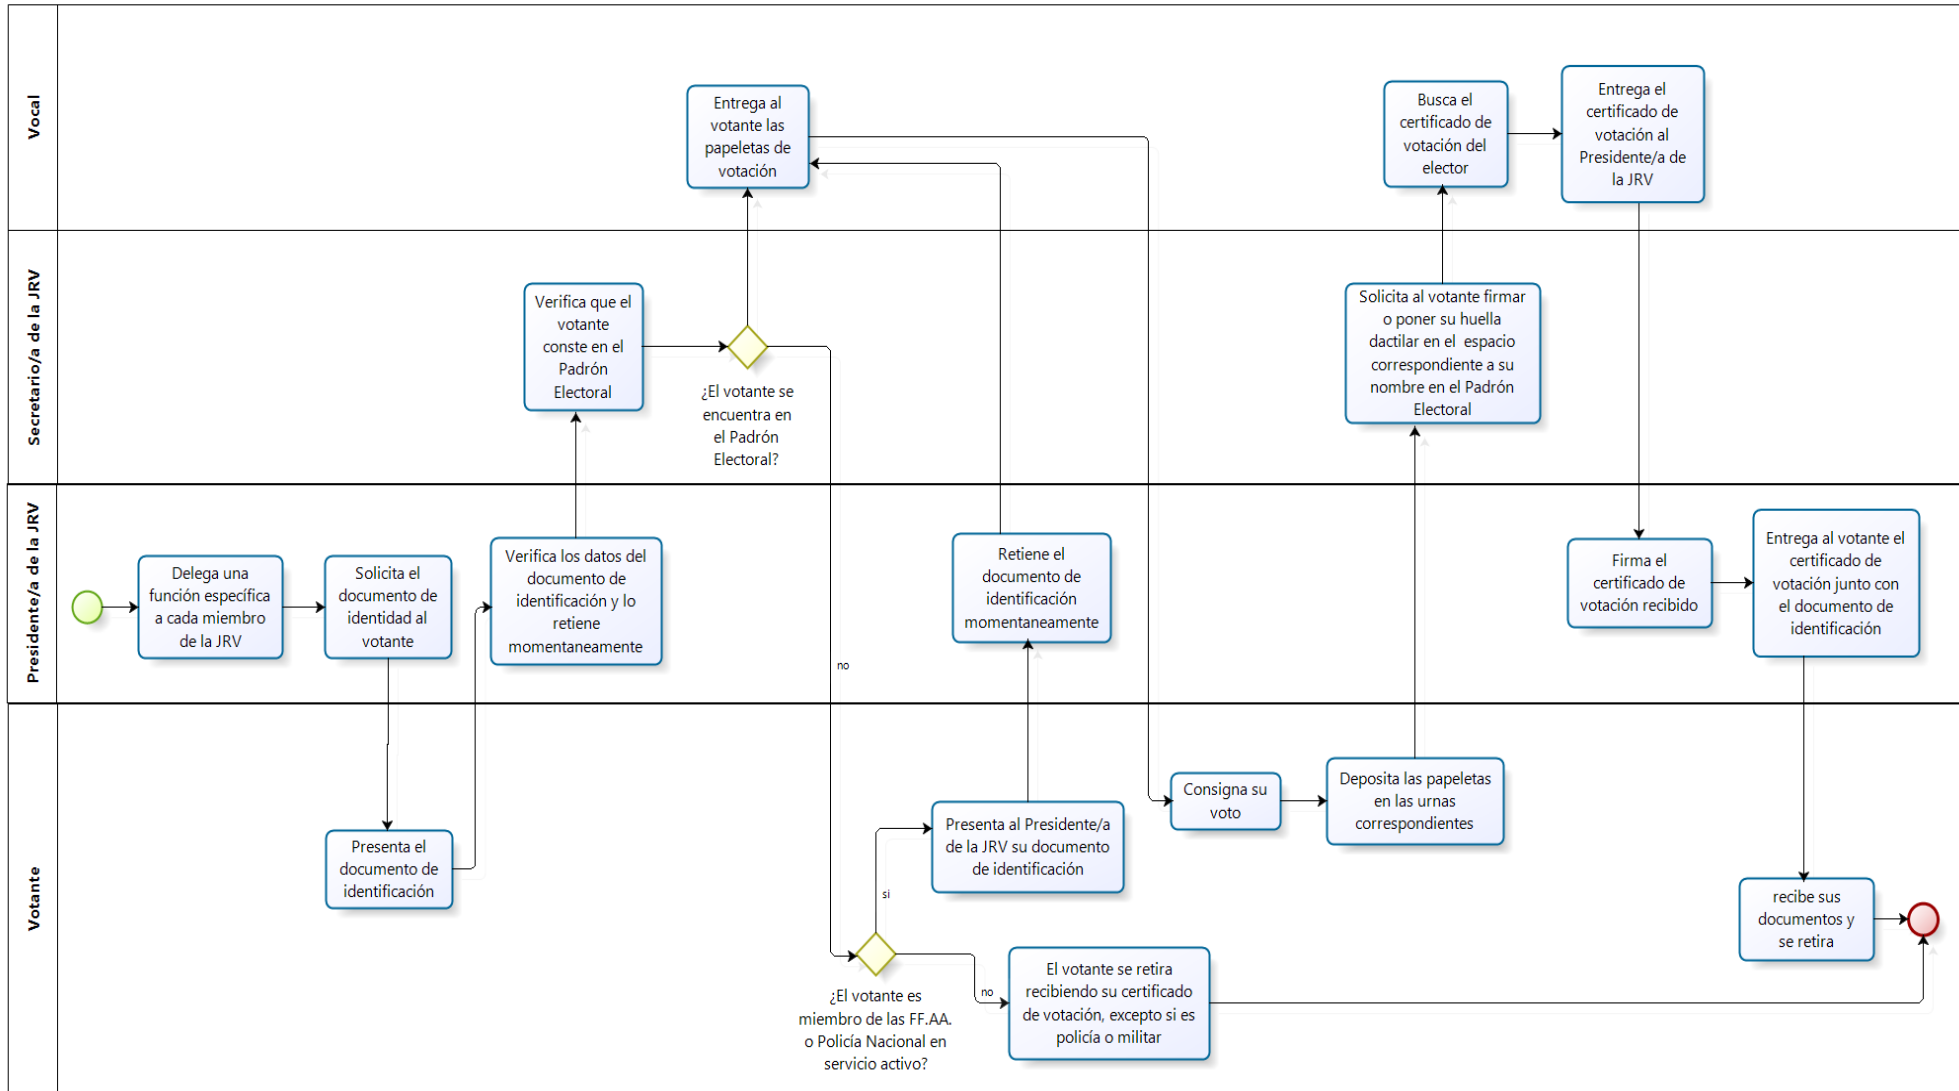 Vocal
Entrega al
votante las
papeletas de
votación
Busca el
certificado de
votación del
elector
Entrega el
certificado de
votación al
Presidente/a de
la JRV
Secretario/a de la JRV
Verifica que el
votante
conste en el
Padrón
Electoral
¿El votante se
encuentra en
el Padrón
Electoral?
Solicita al votante firmar
o poner su huella
dactilar en el espacio
correspondiente a su
nombre en el Padrón
Electoral
Presidente/a de la JRV
Delega una
función específica
a cada miembro
de la JRV
Solicita el
documento de
identidad al
votante
Verifica los datos del
documento de
identificación y lo
retiene
momentaneamente
no
Retiene el
documento de
identificación
momentaneamente
Firma el
certificado de
votación recibido
Entrega al votante el
certificado de
votación junto con
el documento de
identificación
Votante
Presenta el
documento de
identificación
¿El votante es
miembro de las FF.AA.
o Policía Nacional en
servicio activo?
si
no
Presenta al Presidente/a
de la JRV su documento
de identificación
El votante se retira
recibiendo su certificado
de votación, excepto si es
policía o militar
Consigna su
voto
Deposita las papeletas
en las urnas
correspondientes
recibe sus
documentos y
se retira